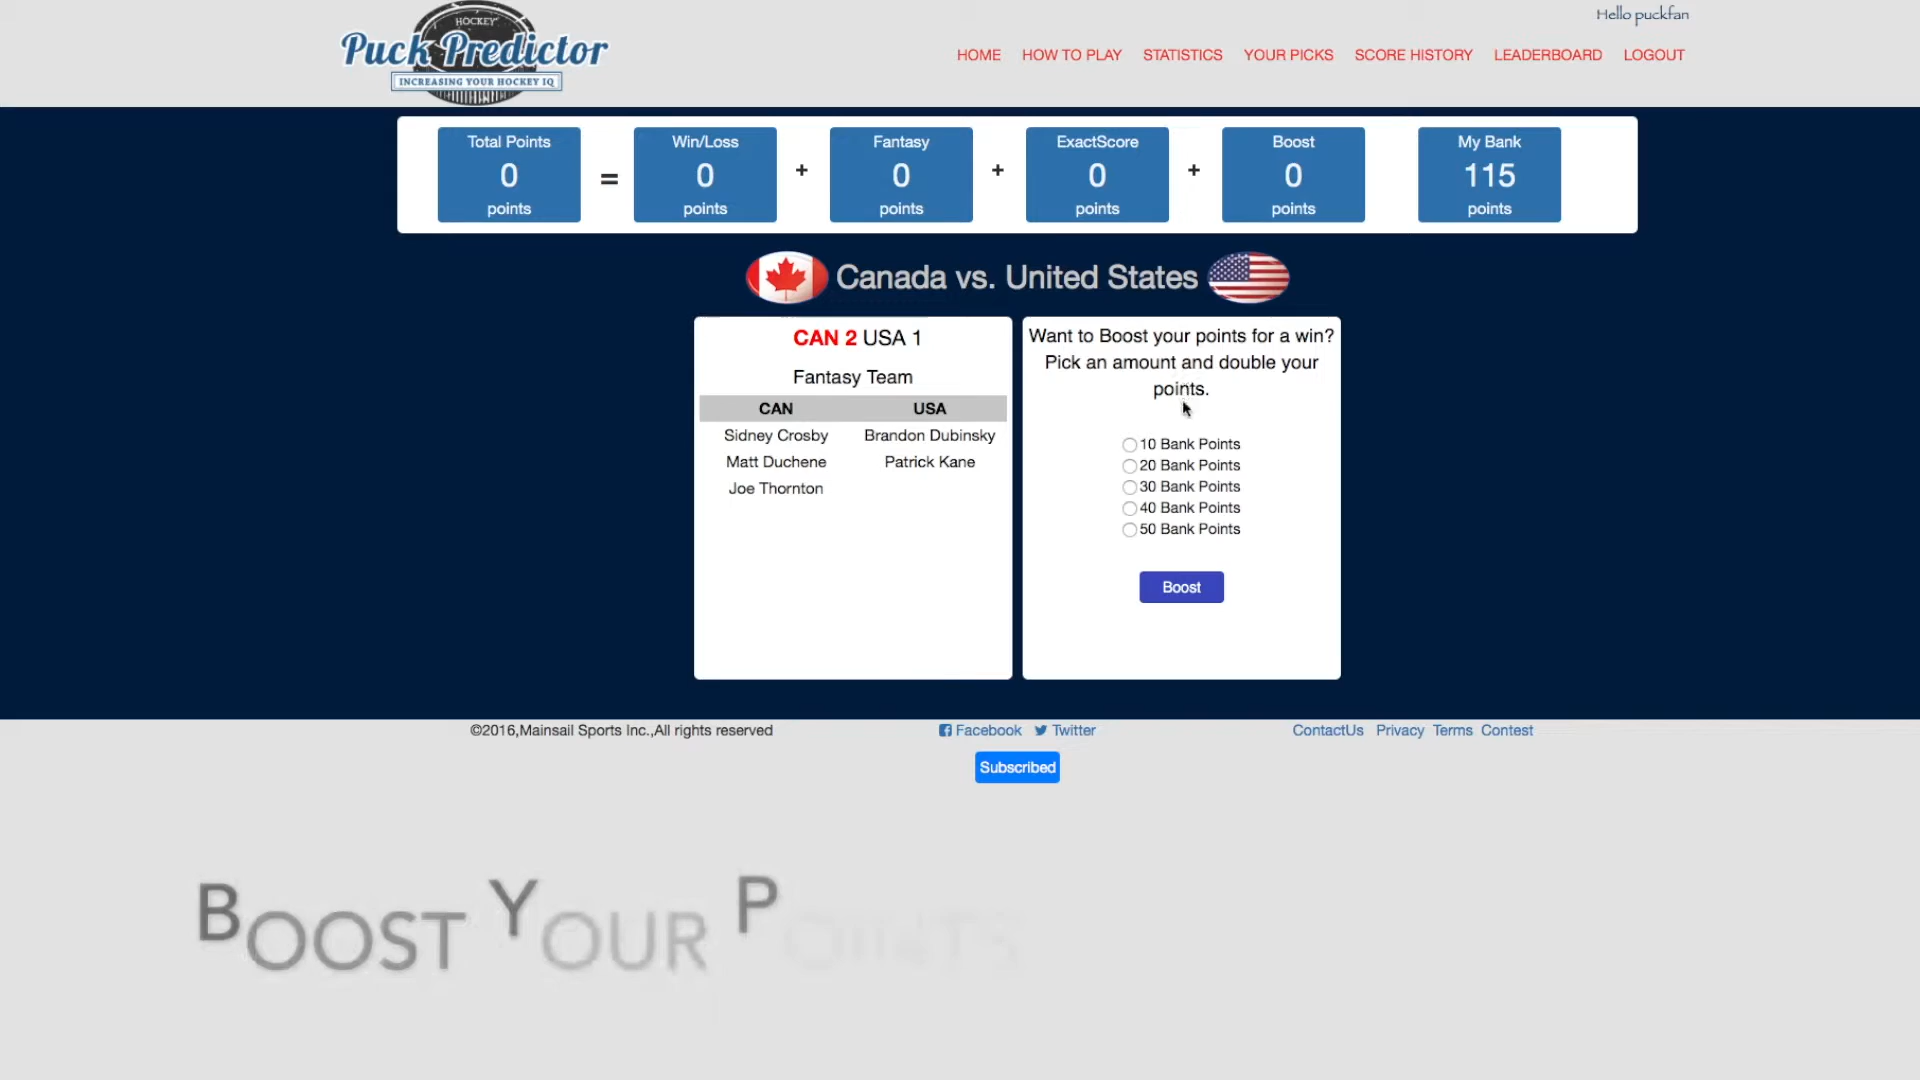 Hello puckfan
HOCKEY
Puck Predictor
INCREASING YOUR HOCKEY IQ
HOME HOW TO PLAY STATISTICS YOUR PICKS SCORE HISTORY LEADERBOARD LOGOUT
Total Points Win/Loss Fantasy ExactScore Boost My Bank
0 = 0 + 0 + 0 + 0 115
points points points points points points
Canada vs. United States
CAN 2 USA 1
Fantasy Team
CAN USA
Sidney Crosby Brandon Dubinsky
Matt Duchene Patrick Kane
Joe Thornton
Want to Boost your points for a win?
Pick an amount and double your
points.
10 Bank Points
20 Bank Points
30 Bank Points
40 Bank Points
50 Bank Points
Boost
©2016,Mainsail Sports Inc.,All rights reserved Facebook Twitter ContactUs Privacy Terms Contest
Subscribed
BOOST YOUR POINTS